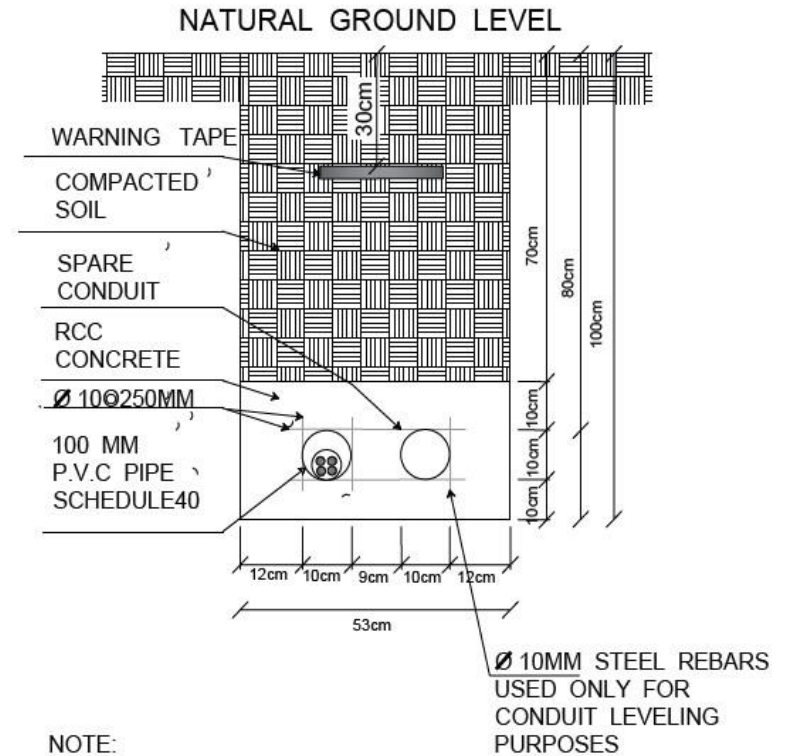 NATURAL GROUND LEVEL
30cm
WARNING TAPE
COMPACTED
SOIL
SPARE
CONDUIT
RCC
CONCRETE
Ø 10@250MM
100 MM
P.V.C PIPE
SCHEDULE40
70cm
80cm
100cm
10cm
10cm
10cm
12cm
10cm
9cm
10cm
12cm
53cm
Ø 10MM STEEL REBARS
USED ONLY FOR
CONDUIT LEVELING
PURPOSES
NOTE: